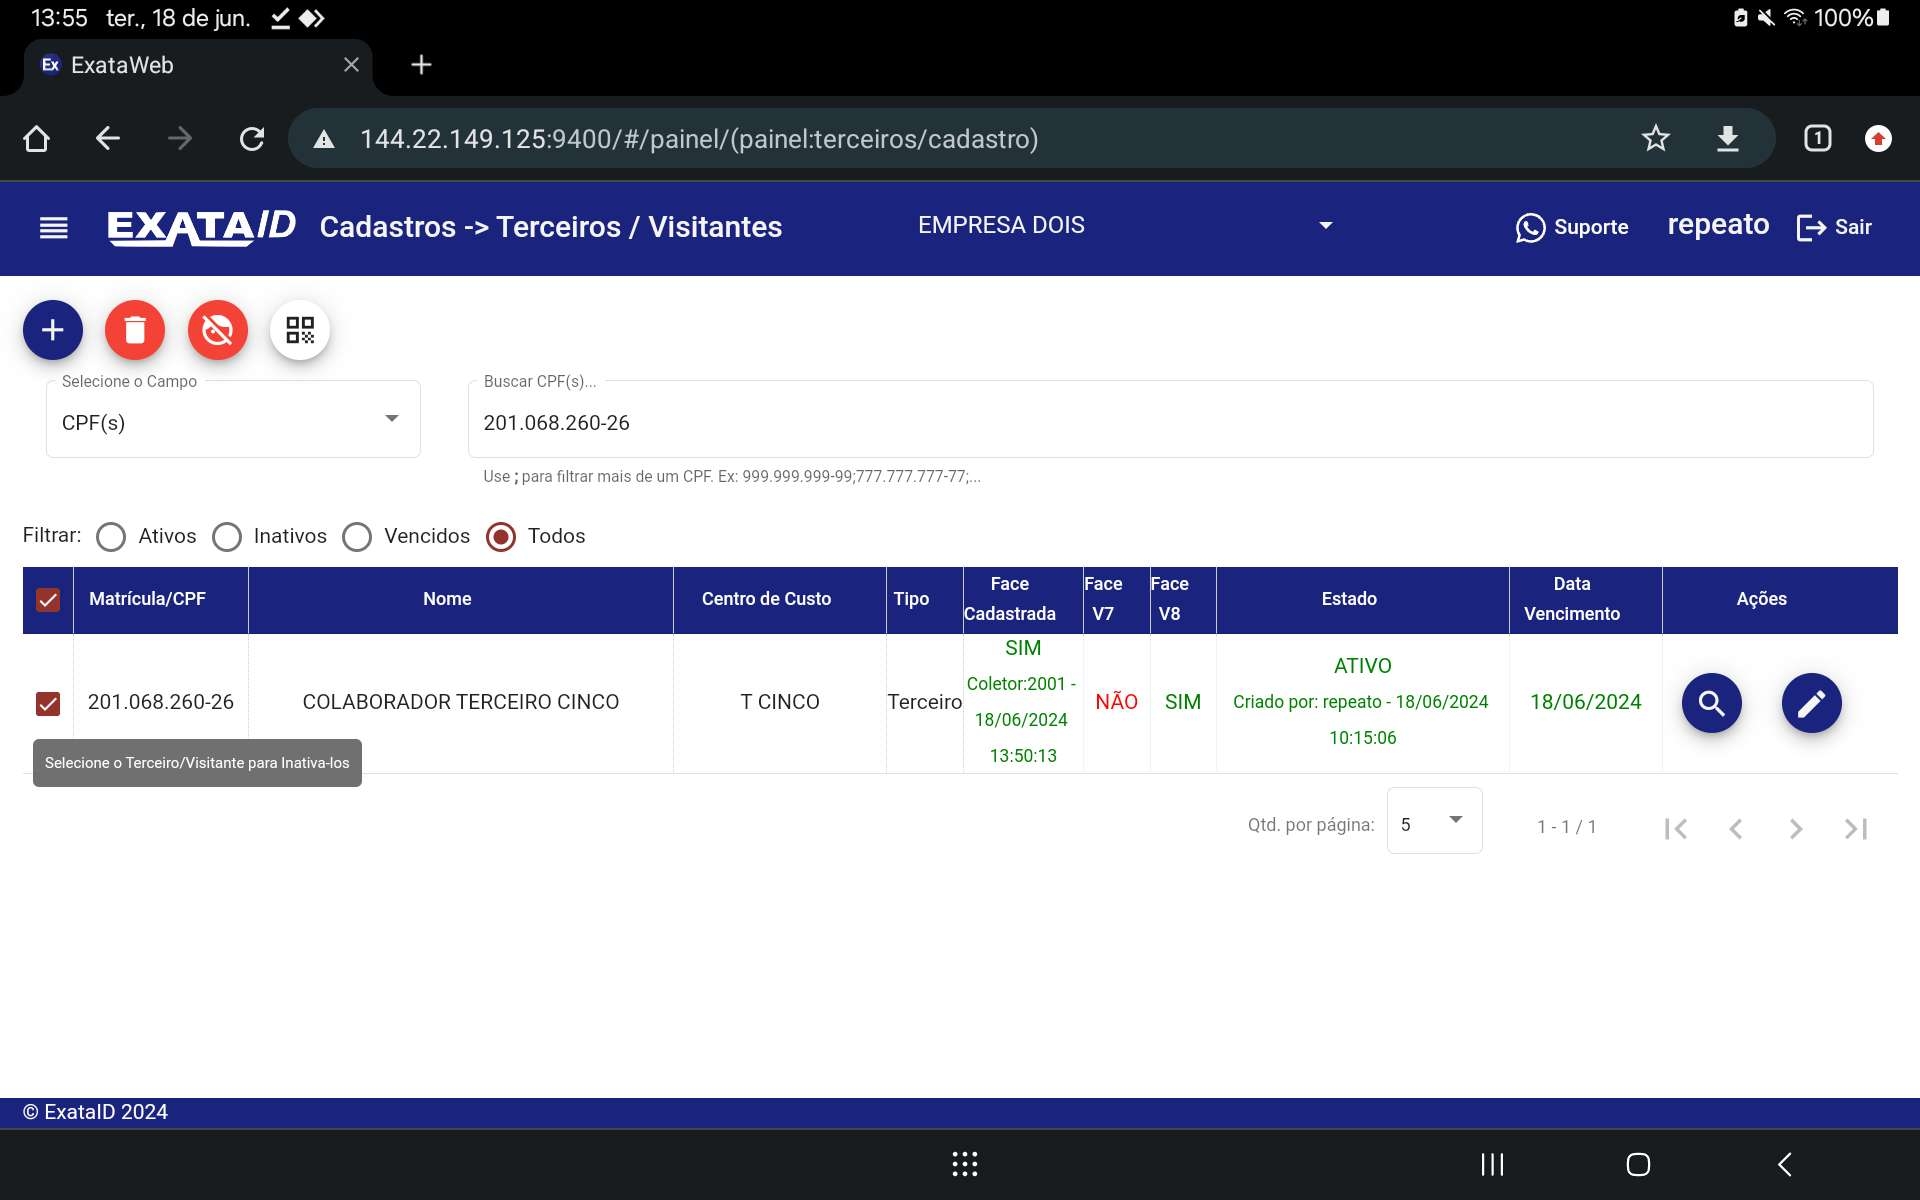 13:55 ter., 18 de jun. 100%
Ex ExataWeb
144.22.149.125:9400/#/painel/(painel:terceiros/cadastro) 1
EXATAID Cadastros -> Terceiros / Visitantes EMPRESA DOIS Suporte repeato Sair
Selecione o Campo
CPF(s)
Buscar CPF(s)...
201.068.260-26
Use ; para filtrar mais de um CPF. Ex: 999.999.999-99;777.777.777-77;...
Filtrar: Ativos Inativos Vencidos Todos
Matrícula/CPF Nome Centro de Custo Tipo Face Cadastrada Face V7 Face V8 Estado Data Vencimento Ações
201.068.260-26 COLABORADOR TERCEIRO CINCO T CINCO Terceiro
SIM
Coletor:2001 -
18/06/2024
13:50:13
NÃO SIM
ATIVO
Criado por: repeato - 18/06/2024
10:15:06
18/06/2024
Selecione o Terceiro/Visitante para Inativa-los
Qtd. por página: 5 1 - 1 / 1
© ExataID 2024